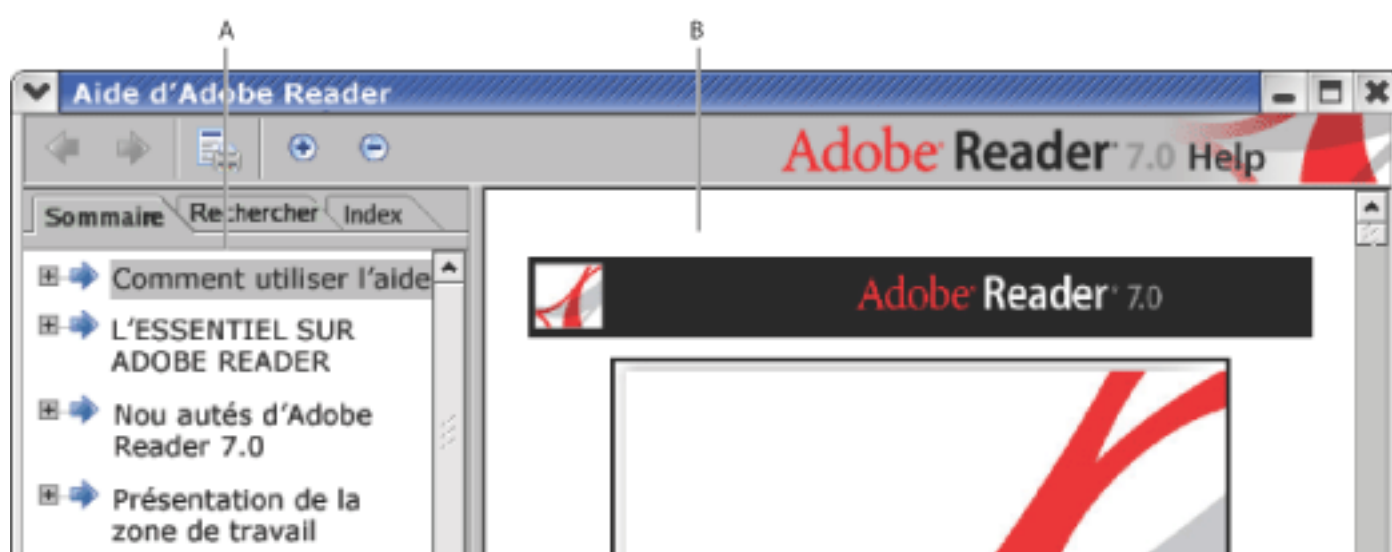 A
B
Aide d'Adobe Reader
Adobe Reader 7.0 Help
Sommaire Rechercher Index
Comment utiliser l'aide
L'ESSENTIEL SUR
ADOBE READER
Nou autés d'Adobe
Reader 7.0
Présentation de la
zone de travail
Adobe Reader 7.0